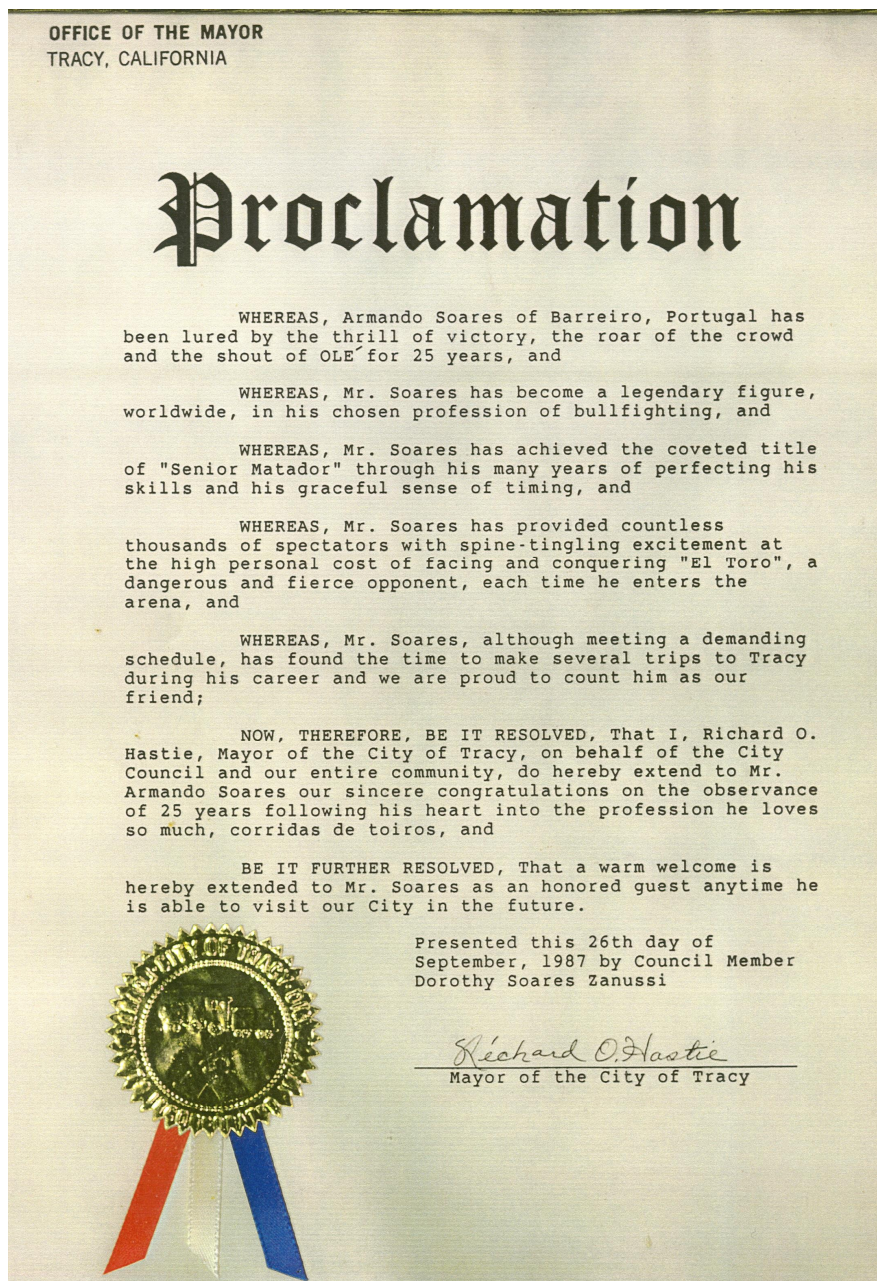 OFFICE OF THE MAYOR
TRACY, CALIFORNIA
Proclamation
WHEREAS, Armando Soares of Barreiro, Portugal has
been lured by the thrill of victory, the roar of the crowd
and the shout of OLE´for 25 years, and
WHEREAS, Mr. Soares has become a legendary figure,
worldwide, in his chosen profession of bullfighting, and
WHEREAS, Mr. Soares has achieved the coveted title
of "Senior Matador" through his many years of perfecting his
skills and his graceful sense of timing, and
WHEREAS, Mr. Soares has provided countless
thousands of spectators with spine-tingling excitement at
the high personal cost of facing and conquering "El Toro", a
dangerous and fierce opponent, each time he enters the
arena, and
WHEREAS, Mr. Soares, although meeting a demanding
schedule, has found the time to make several trips to Tracy
during his career and we are proud to count him as our
friend;
NOW, THEREFORE, BE IT RESOLVED, That I, Richard O.
Hastie, Mayor of the City of Tracy, on behalf of the City
Council and our entire community, do hereby extend to Mr.
Armando Soares our sincere congratulations on the observance
of 25 years following his heart into the profession he loves
so much, corridas de toiros, and
BE IT FURTHER RESOLVED, That a warm welcome is
hereby extended to Mr. Soares as an honored guest anytime he
is able to visit our City in the future.
Presented this 26th day of
September, 1987 by Council Member
Dorothy Soares Zanussi
Richard O. Hastie
Mayor of the City of Tracy
CITY OF TRACY